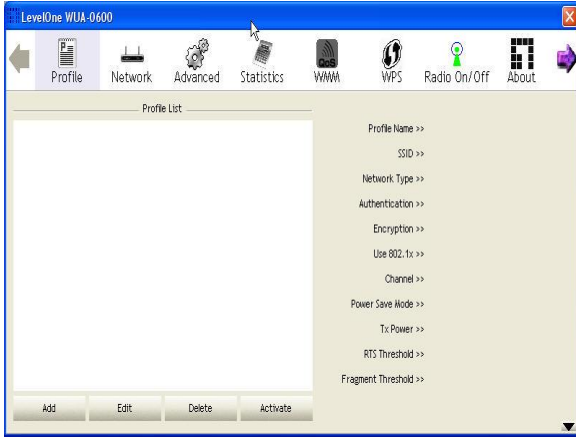 LevelOne WUA-0600
P
QoS
Profile Network Advanced Statistics WMM WPS Radio On/Off About
Profile List
Profile Name >>
SSID >>
Network Type >>
Authentication >>
Encryption >>
Use 802.1x >>
Channel >>
Power Save Mode >>
Tx Power >>
RTS Threshold >>
Fragment Threshold >>
Add Edit Delete Activate